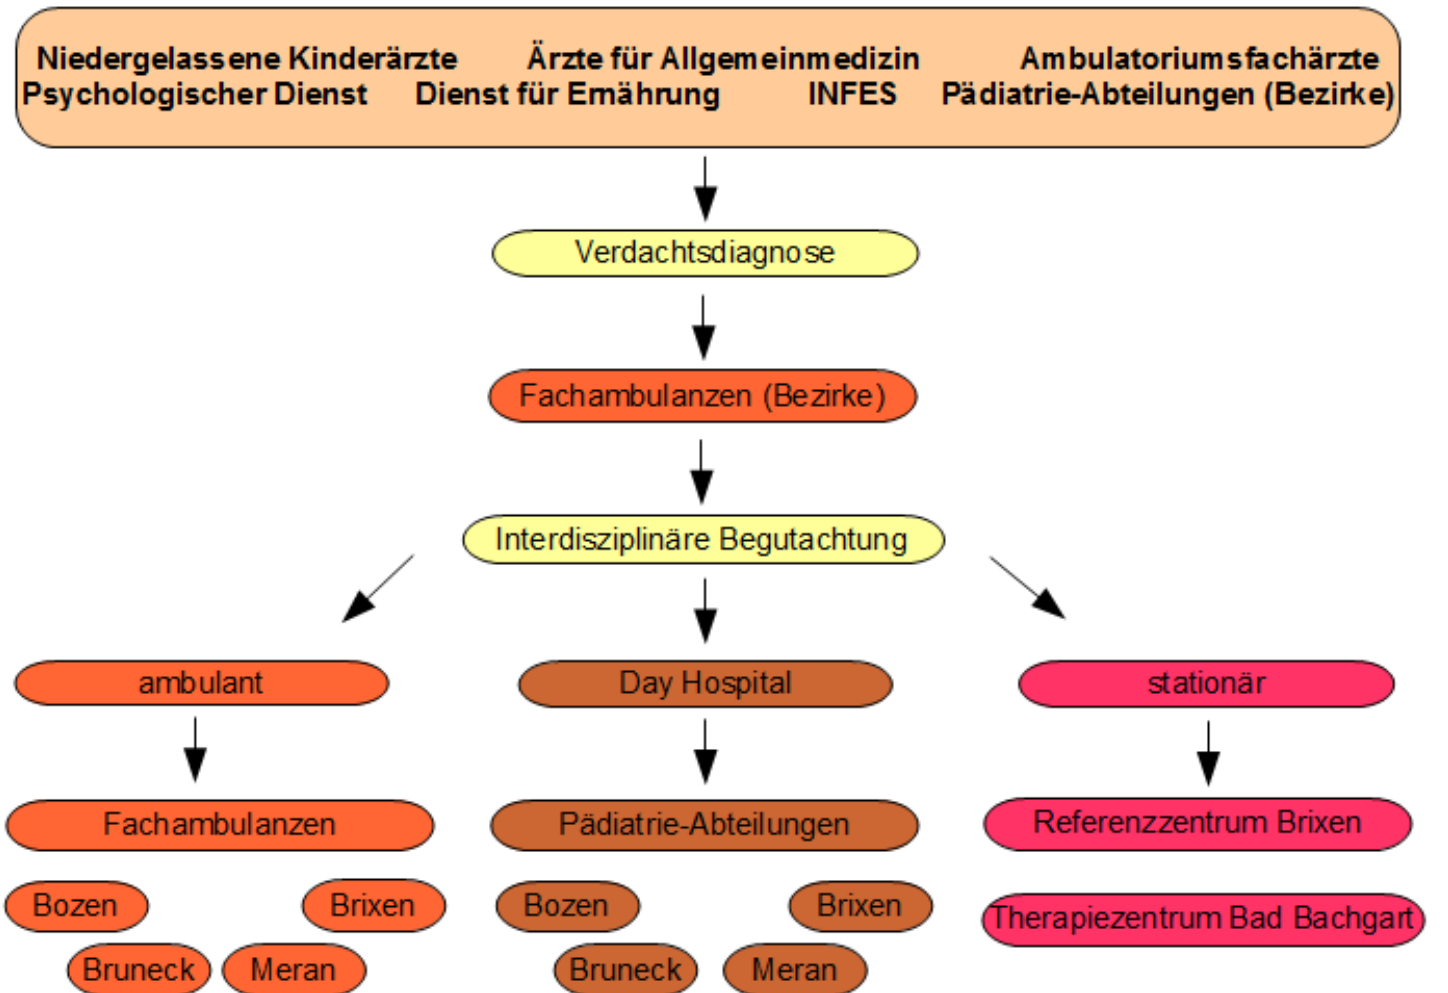 Niedergelassene Kinderärzte Ärzte für Allgemeinmedizin Ambulatoriumsfachärzte
Psychologischer Dienst Dienst für Ernährung INFES Pädiatrie-Abteilungen (Bezirke)
Verdachtsdiagnose
Fachambulanzen (Bezirke)
Interdisziplinäre Begutachtung
ambulant Day Hospital stationär
Fachambulanzen Pädiatrie-Abteilungen Referenzzentrum Brixen
Bozen Brixen Bozen Brixen Therapiezentrum Bad Bachgart
Bruneck Meran Bruneck Meran